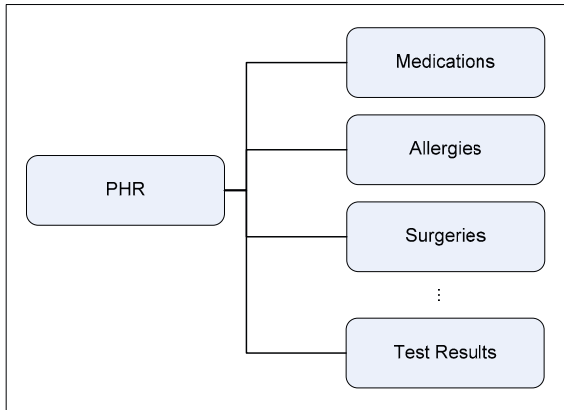 PHR
Medications
Allergies
Surgeries
⋮
Test Results